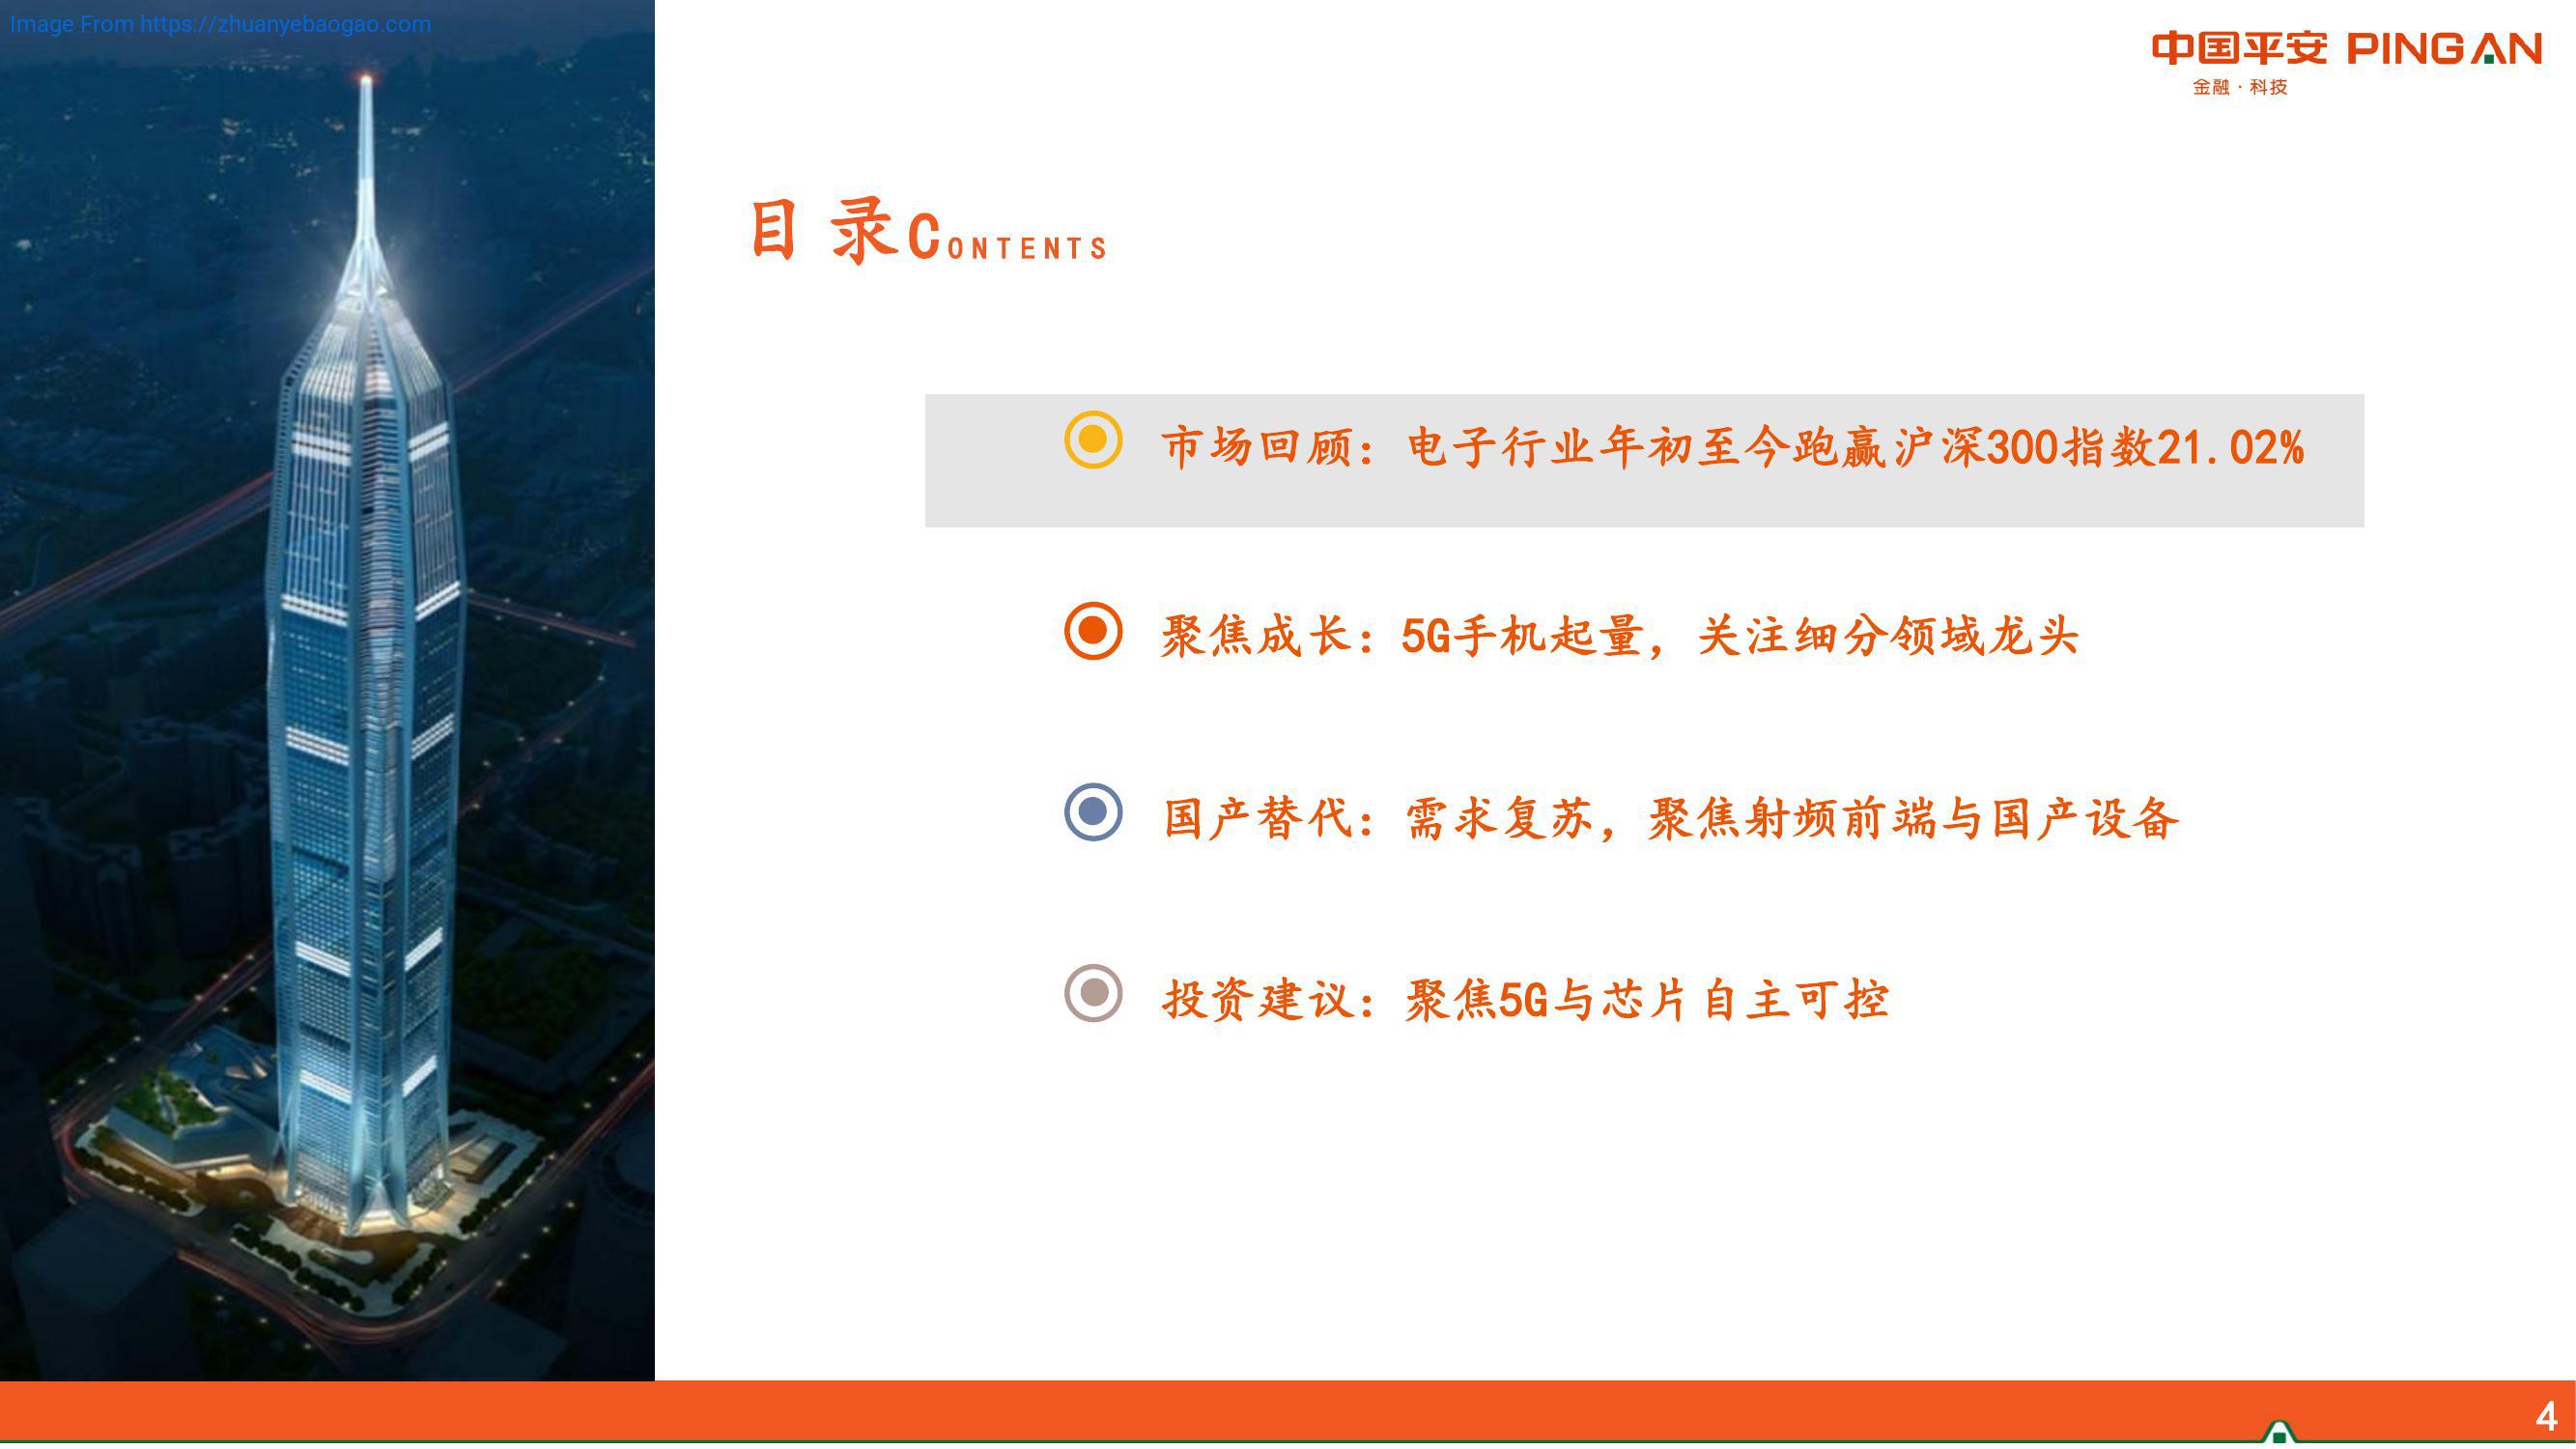 Image From https://zhuanyebaogao.com
中国平安 PINGAN
金融·科技
目录CONTENTS
市场回顾：电子行业年初至今跑赢沪深300指数21.02%
聚焦成长：5G手机起量，关注细分领域龙头
国产替代：需求复苏，聚焦射频前端与国产设备
投资建议：聚焦5G与芯片自主可控
4